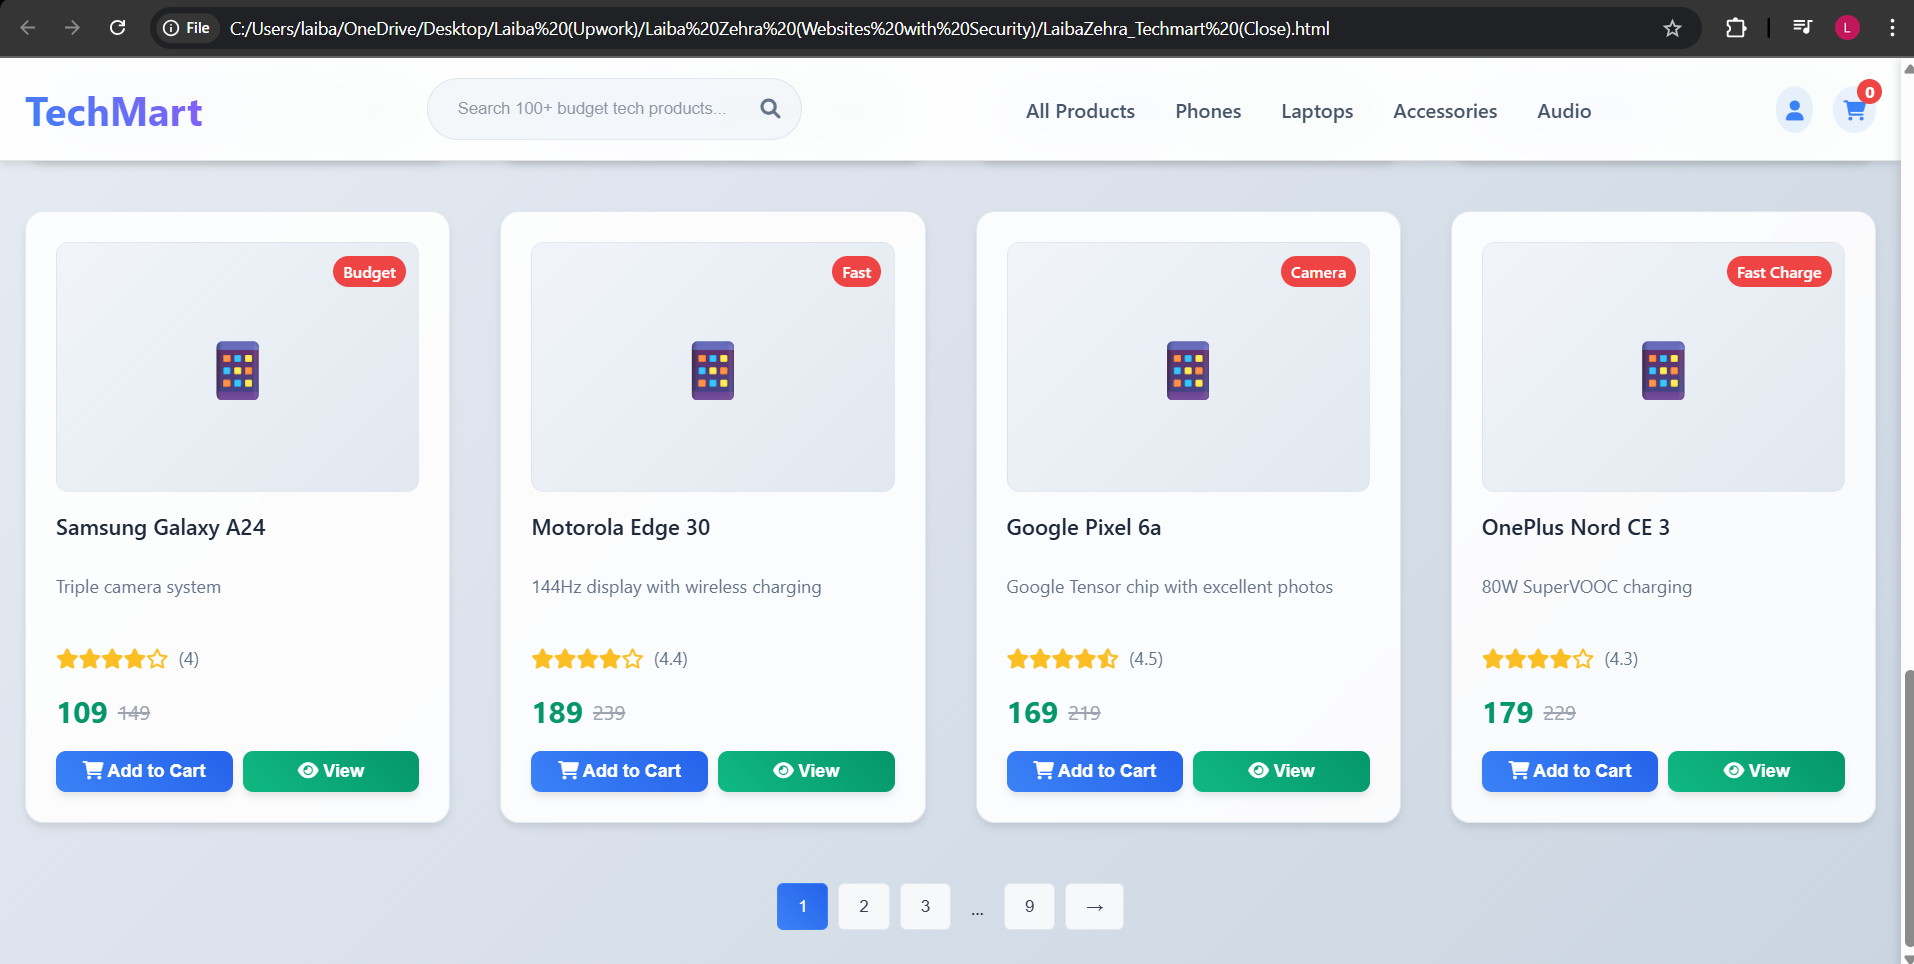 File C:/Users/laiba/OneDrive/Desktop/Laiba%20(Upwork)/Laiba%20Zehra%20(Websites%20with%20Security)/LaibaZehra_Techmart%20(Close).html L
TechMart Search 100+ budget tech products... All Products Phones Laptops Accessories Audio 0
Budget
Samsung Galaxy A24
Triple camera system
(4)
109 149
Add to Cart View
Fast
Motorola Edge 30
144Hz display with wireless charging
(4.4)
189 239
Add to Cart View
Camera
Google Pixel 6a
Google Tensor chip with excellent photos
(4.5)
169 219
Add to Cart View
Fast Charge
OnePlus Nord CE 3
80W SuperVOOC charging
(4.3)
179 229
Add to Cart View
1 2 3 ... 9 →